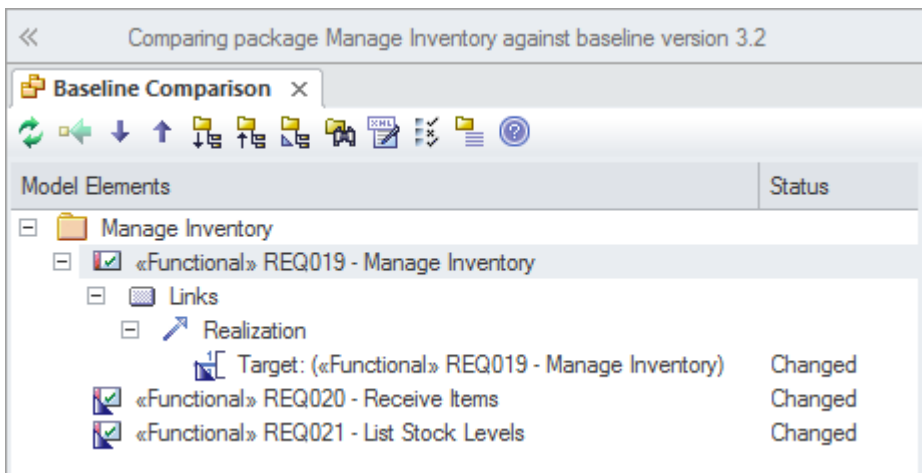 Comparing package Manage Inventory against baseline version 3.2
Baseline Comparison
Model Elements Status
Manage Inventory
«Functional» REQ019 - Manage Inventory
Links
Realization
Target: («Functional» REQ019 - Manage Inventory) Changed
«Functional» REQ020 - Receive Items Changed
«Functional» REQ021 - List Stock Levels Changed